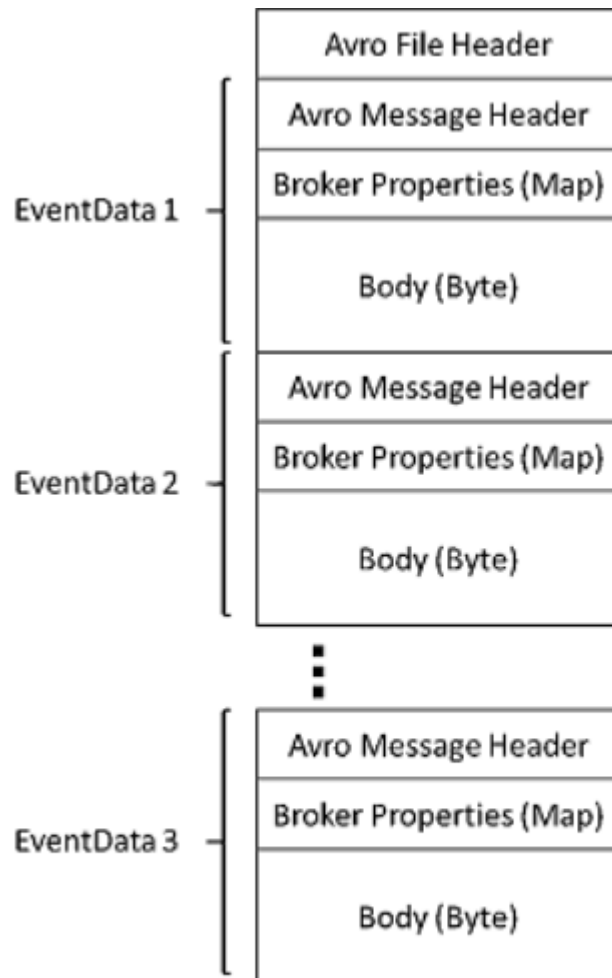 Avro File Header
Avro Message Header
Broker Properties (Map)
EventData 1
Body (Byte)
Avro Message Header
Broker Properties (Map)
EventData 2
Body (Byte)
Avro Message Header
Broker Properties (Map)
EventData 3
Body (Byte)